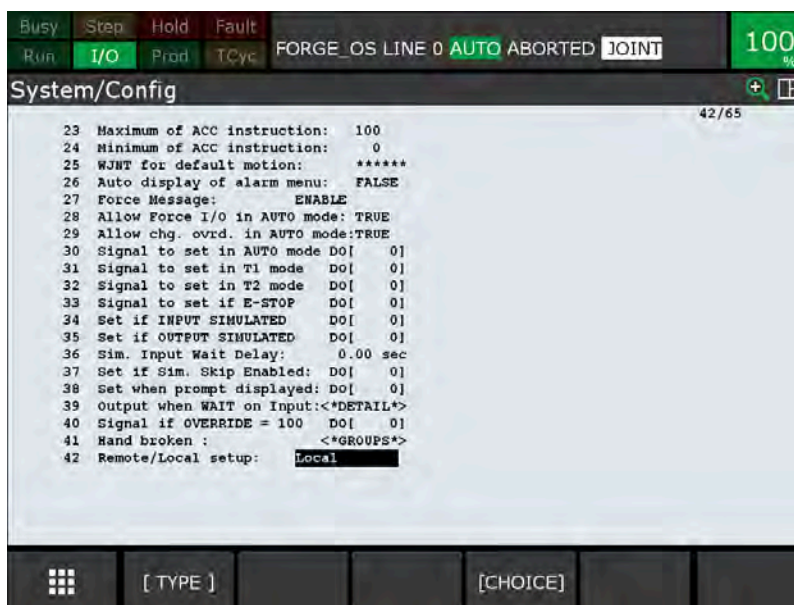 Busy Step Hold Fault
Run I/O Prod TCyc
FORGE_OS LINE 0 AUTO ABORTED JOINT
100
%
System/Config
42/65
23 Maximum of ACC instruction: 100
24 Minimum of ACC instruction: 0
25 WJNT for default motion: ******
26 Auto display of alarm menu: FALSE
27 Force Message: ENABLE
28 Allow Force I/O in AUTO mode: TRUE
29 Allow chg. ovrd. in AUTO mode:TRUE
30 Signal to set in AUTO mode DO[ 0]
31 Signal to set in T1 mode DO[ 0]
32 Signal to set in T2 mode DO[ 0]
33 Signal to set if E-STOP DO[ 0]
34 Set if INPUT SIMULATED DO[ 0]
35 Set if OUTPUT SIMULATED DO[ 0]
36 Sim. Input Wait Delay: 0.00 sec
37 Set if Sim. Skip Enabled: DO[ 0]
38 Set when prompt displayed: DO[ 0]
39 Output when WAIT on Input:<*DETAIL*>
40 Signal if OVERRIDE = 100 DO[ 0]
41 Hand broken : <*GROUPS*>
42 Remote/Local setup: Local
[ TYPE ] [CHOICE]